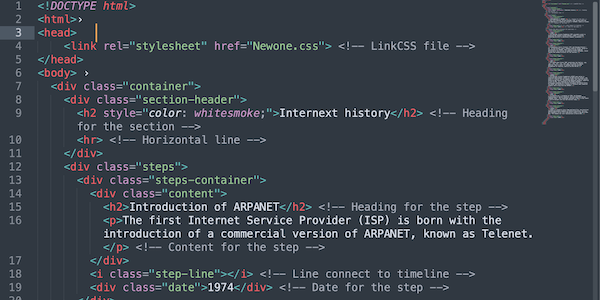 1 <!DOCTYPE html>
2 <html>›
3 <head>
4 <link rel="stylesheet" href="Newone.css"> <!-- LinkCSS file -->
5 </head>
6 <body> ›
7 <div class="container">
8 <div class="section-header">
9 <h2 style="color: whitesmoke;">Internext history</h2> <!-- Heading
for the section -->
10 <hr> <!-- Horizontal line -->
11 </div>
12 <div class="steps">
13 <div class="steps-container">
14 <div class="content">
15 <h2>Introduction of ARPANET</h2> <!-- Heading for the step -->
16 <p>The first Internet Service Provider (ISP) is born with the
introduction of a commercial version of ARPANET, known as Telenet.
</p> <!-- Content for the step -->
17 </div>
18 <i class="step-line"></i> <!-- Line connect to timeline -->
19 <div class="date">1974</div> <!-- Date for the step -->
20 </div>